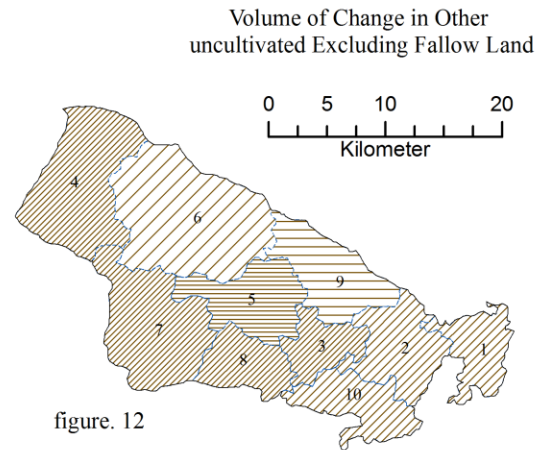 Volume of Change in Other
uncultivated Excluding Fallow Land
0 5 10 20
Kilometer
4
6
9
5
7
3
2
1
8
10
figure. 12